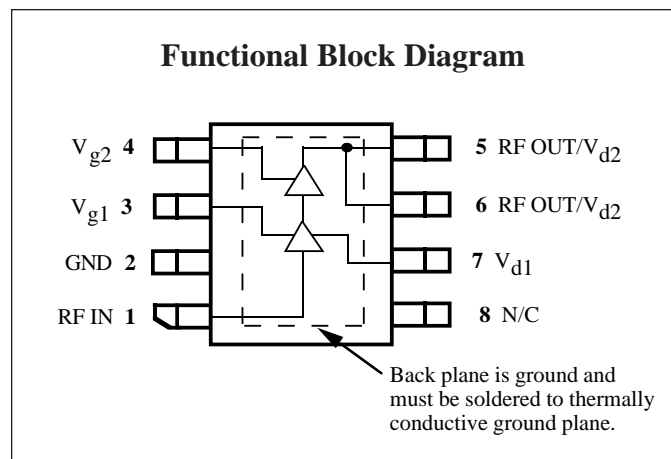 Functional Block Diagram
Vg2 4
5 RF OUT/Vd2
Vg1 3
6 RF OUT/Vd2
GND 2
7 Vd1
RF IN 1
8 N/C
Back plane is ground and
must be soldered to thermally
conductive ground plane.